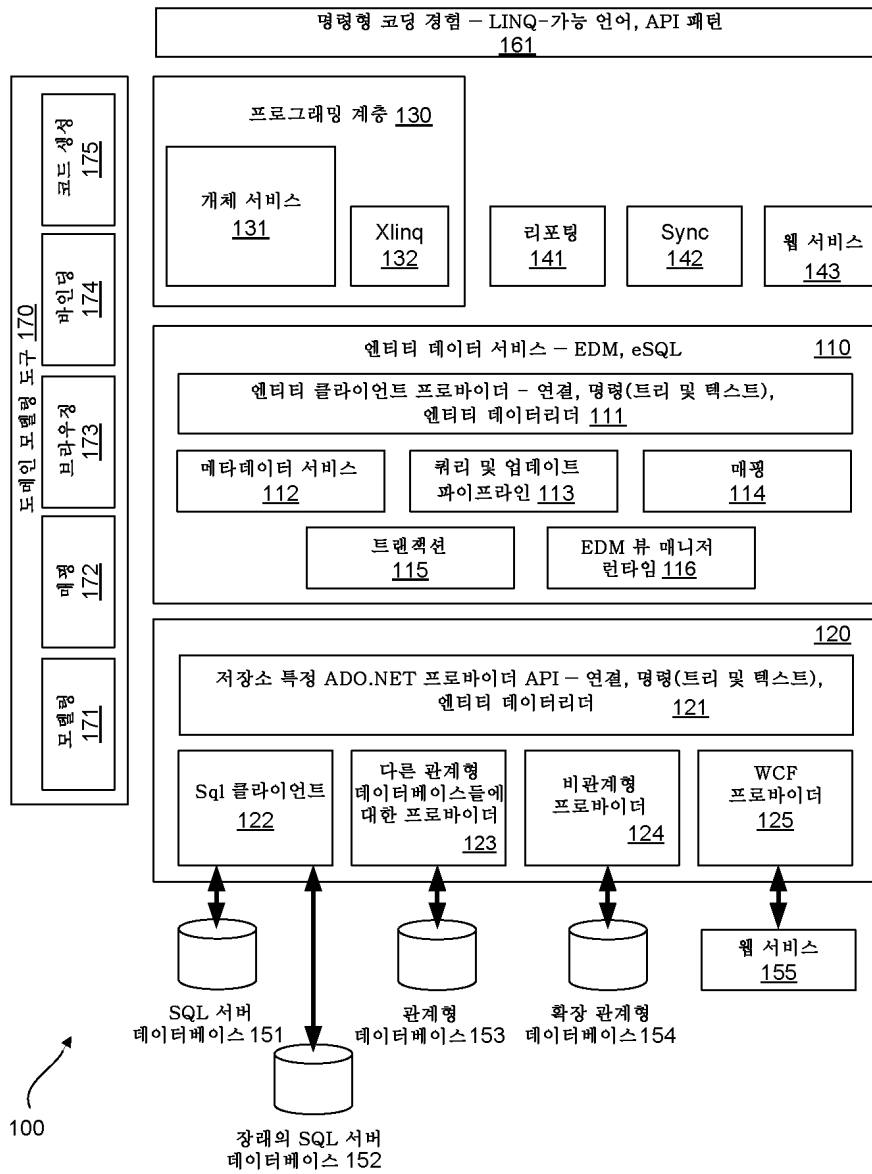 명령형 코딩 경험 – LINQ-가능 언어, API 패턴
161
도메인 모델링 도구 170
코드 생성
175
바인딩
174
브라우징
173
매핑
172
모델링
171
프로그래밍 계층 130
개체 서비스
131
Xlinq
132
리포팅
141
Sync
142
웹 서비스
143
엔티티 데이터 서비스 – EDM, eSQL
110
엔티티 클라이언트 프로바이더 – 연결, 명령(트리 및 텍스트),
엔티티 데이터리더 111
메타데이터 서비스
112
쿼리 및 업데이트
파이프라인 113
매핑
114
트랜잭션
115
EDM 뷰 매니저
런타임 116
120
저장소 특정 ADO.NET 프로바이더 API – 연결, 명령(트리 및 텍스트),
엔티티 데이터리더 121
Sql 클라이언트
122
다른 관계형
데이터베이스들에
대한 프로바이더
123
비관계형
프로바이더
124
WCF
프로바이더
125
SQL 서버
데이터베이스 151
관계형
데이터베이스 153
확장 관계형
데이터베이스 154
웹 서비스
155
장래의 SQL 서버
데이터베이스 152
100